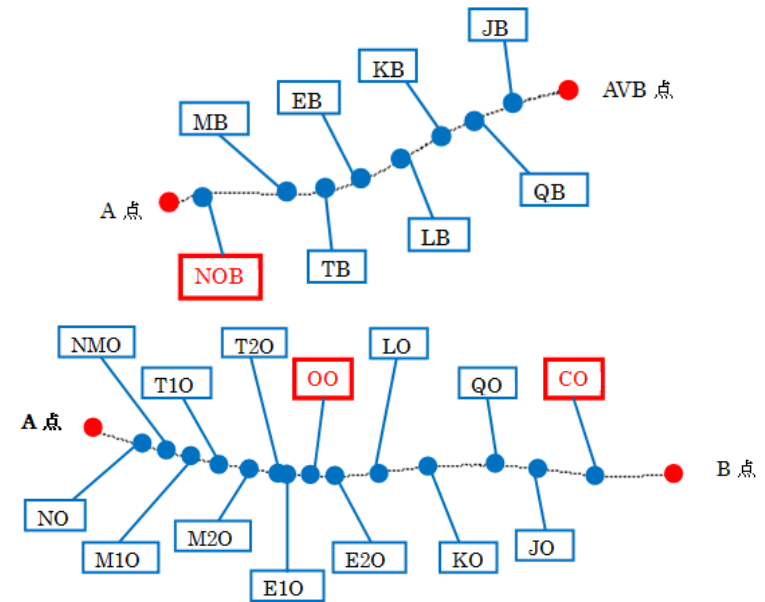 JB
KB
AVB 点
EB
MB
QB
A 点
LB
TB
NOB
NMO
T2O
LO
T1O
OO
QO
CO
A 点
B 点
NO
M2O
JO
M1O
E2O
KO
E1O